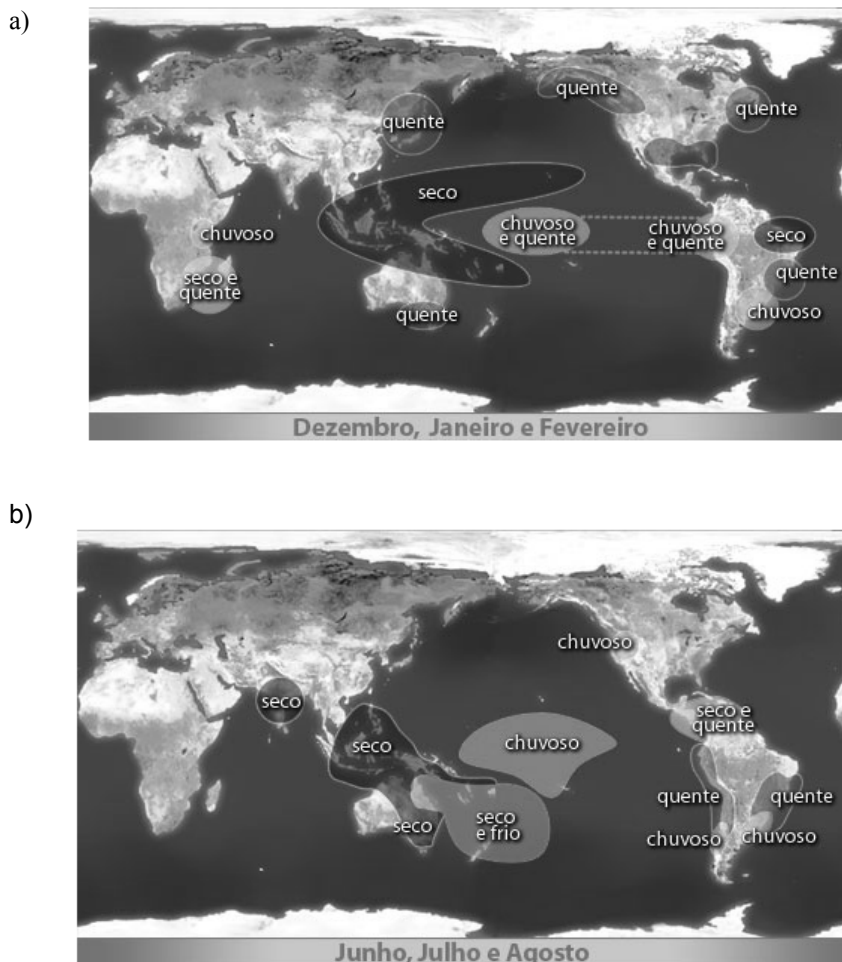 a)
quente
quente
quente
seco
chuvoso
e quente
chuvoso
e quente
seco
chuvoso
seco e
quente
quente
quente
chuvoso
Dezembro, Janeiro e Fevereiro
b)
chuvoso
seco
seco e
quente
seco
chuvoso
quente
quente
seco
seco
e frio
chuvoso
chuvoso
Junho, Julho e Agosto